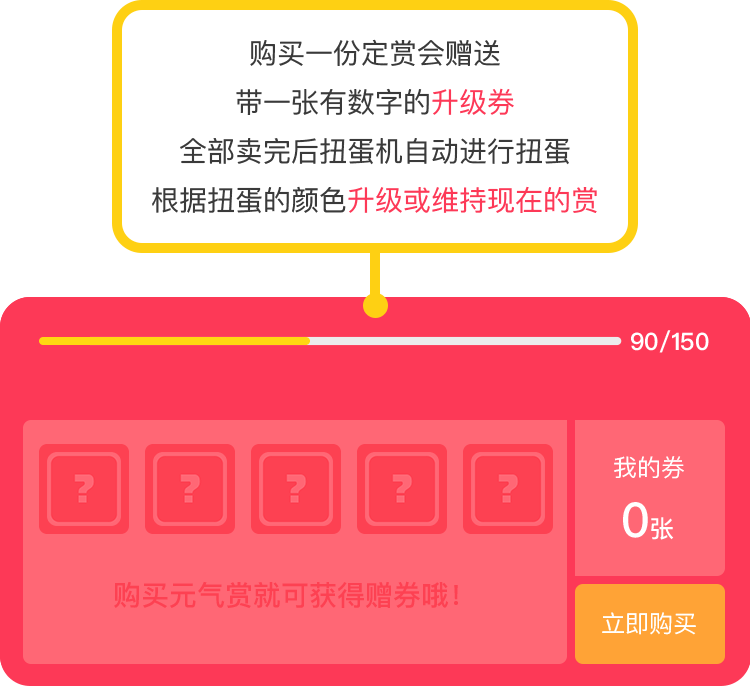 购买一份定赏会赠送
带一张有数字的升级券
全部卖完后扭蛋机自动进行扭蛋
根据扭蛋的颜色升级或维持现在的赏
90/150
? ? ? ? ?
我的券
0张
购买元气赏就可获得赠券哦！
立即购买